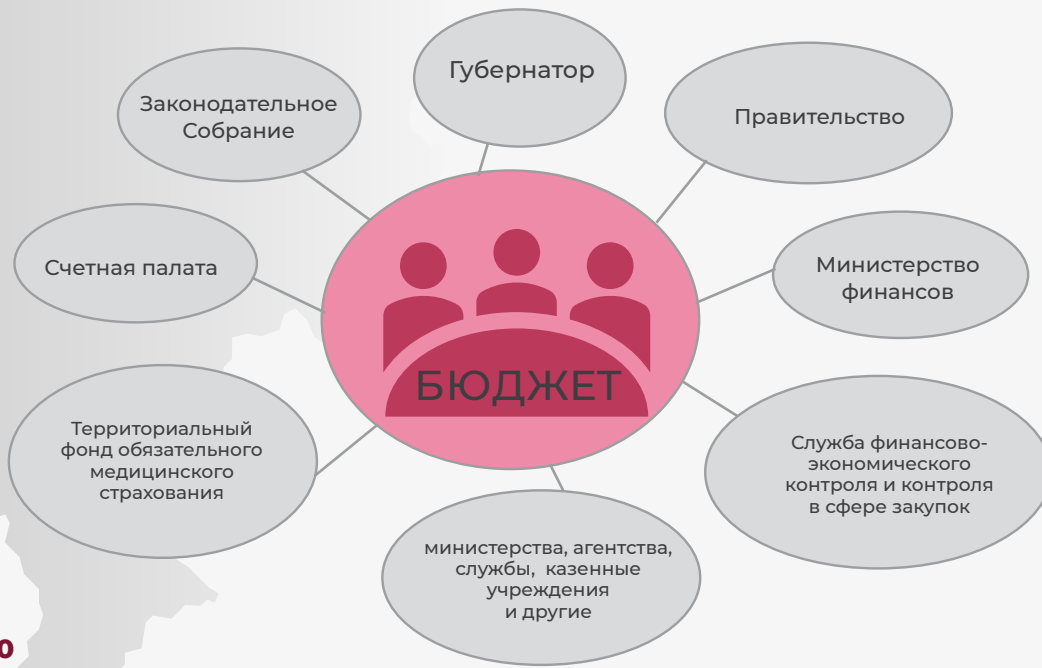 Губернатор
Законодательное
Собрание
Правительство
Счетная палата
Министерство
финансов
БЮДЖЕТ
Территориальный
фонд обязательного
медицинского
страхования
Служба финансово-
экономического
контроля и контроля
в сфере закупок
министерства, агентства,
службы, казенные
учреждения
и другие